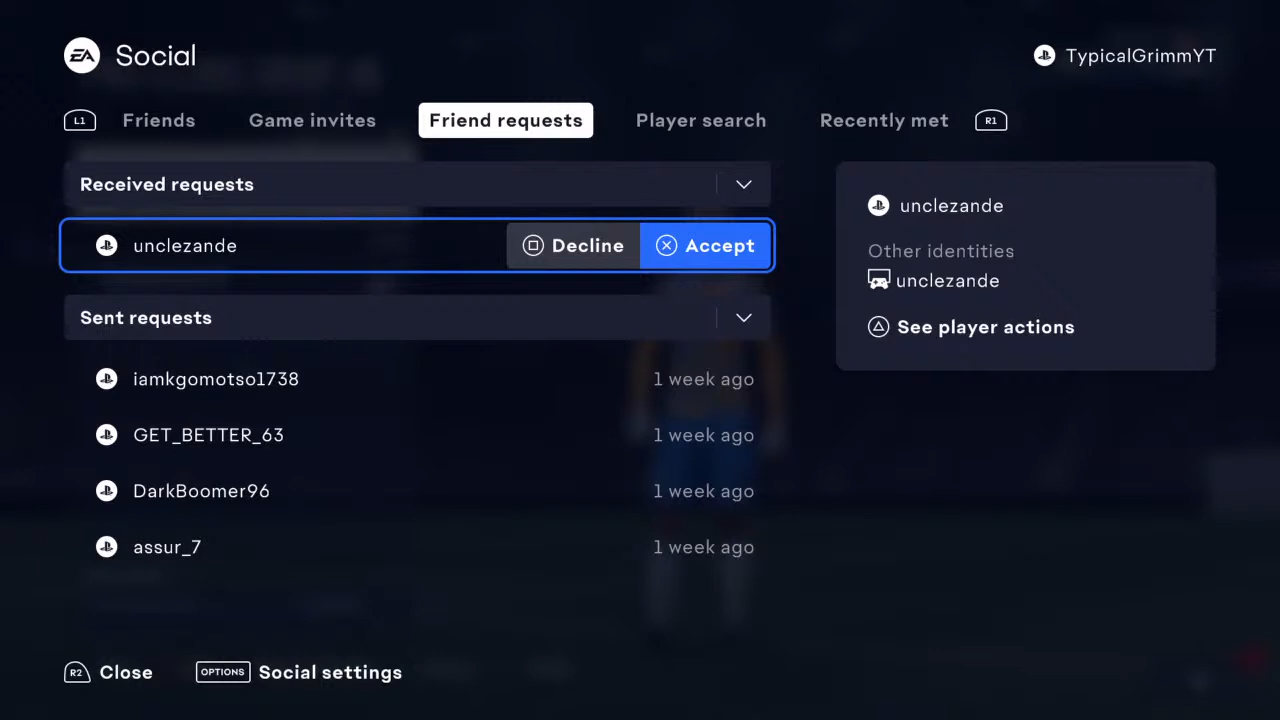 EA Social
TypicalGrimmYT
L1 Friends Game invites Friend requests Player search Recently met R1
Received requests
unclezande Decline Accept
Sent requests
iamkgomotso1738 1 week ago
GET_BETTER_63 1 week ago
DarkBoomer96 1 week ago
assur_7 1 week ago
unclezande
Other identities
unclezande
See player actions
R2 Close OPTIONS Social settings